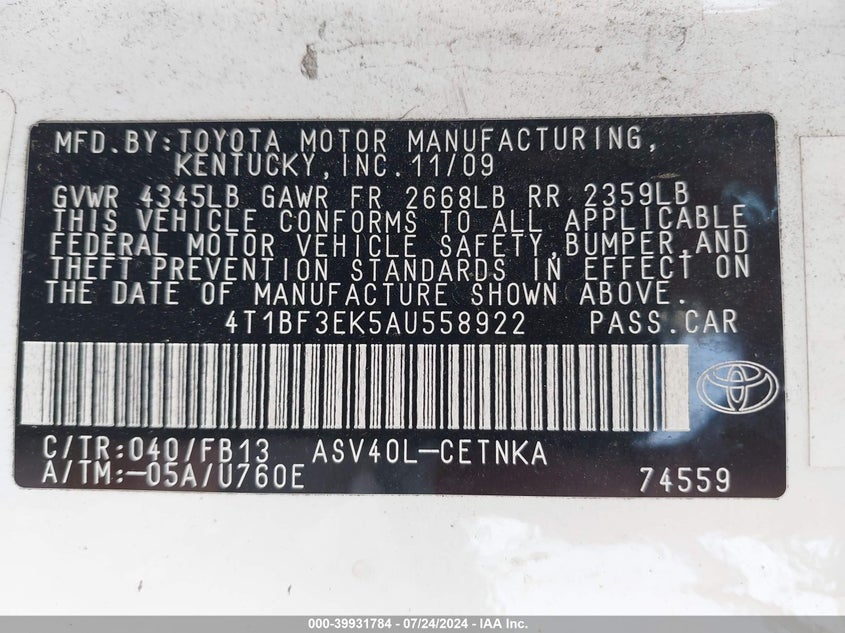 MFD.BY:TOYOTA MOTOR MANUFACTURING,
KENTUCKY,INC.11/09
GVWR 4345LB GAWR FR 2668LB RR 2359LB
THIS VEHICLE CONFORMS TO ALL APPLICABLE
FEDERAL MOTOR VEHICLE SAFETY,BUMPER,AND
THEFT PREVENTION STANDARDS IN EFFECT ON
THE DATE OF MANUFACTURE SHOWN ABOVE.
4T1BF3EK5AU558922 PASS.CAR
C/TR:040/FB13 ASV40L-CETNKA
A/TM:-05A/U760E 74559
000-39931784 / 07/24/2024 - IAA Inc.